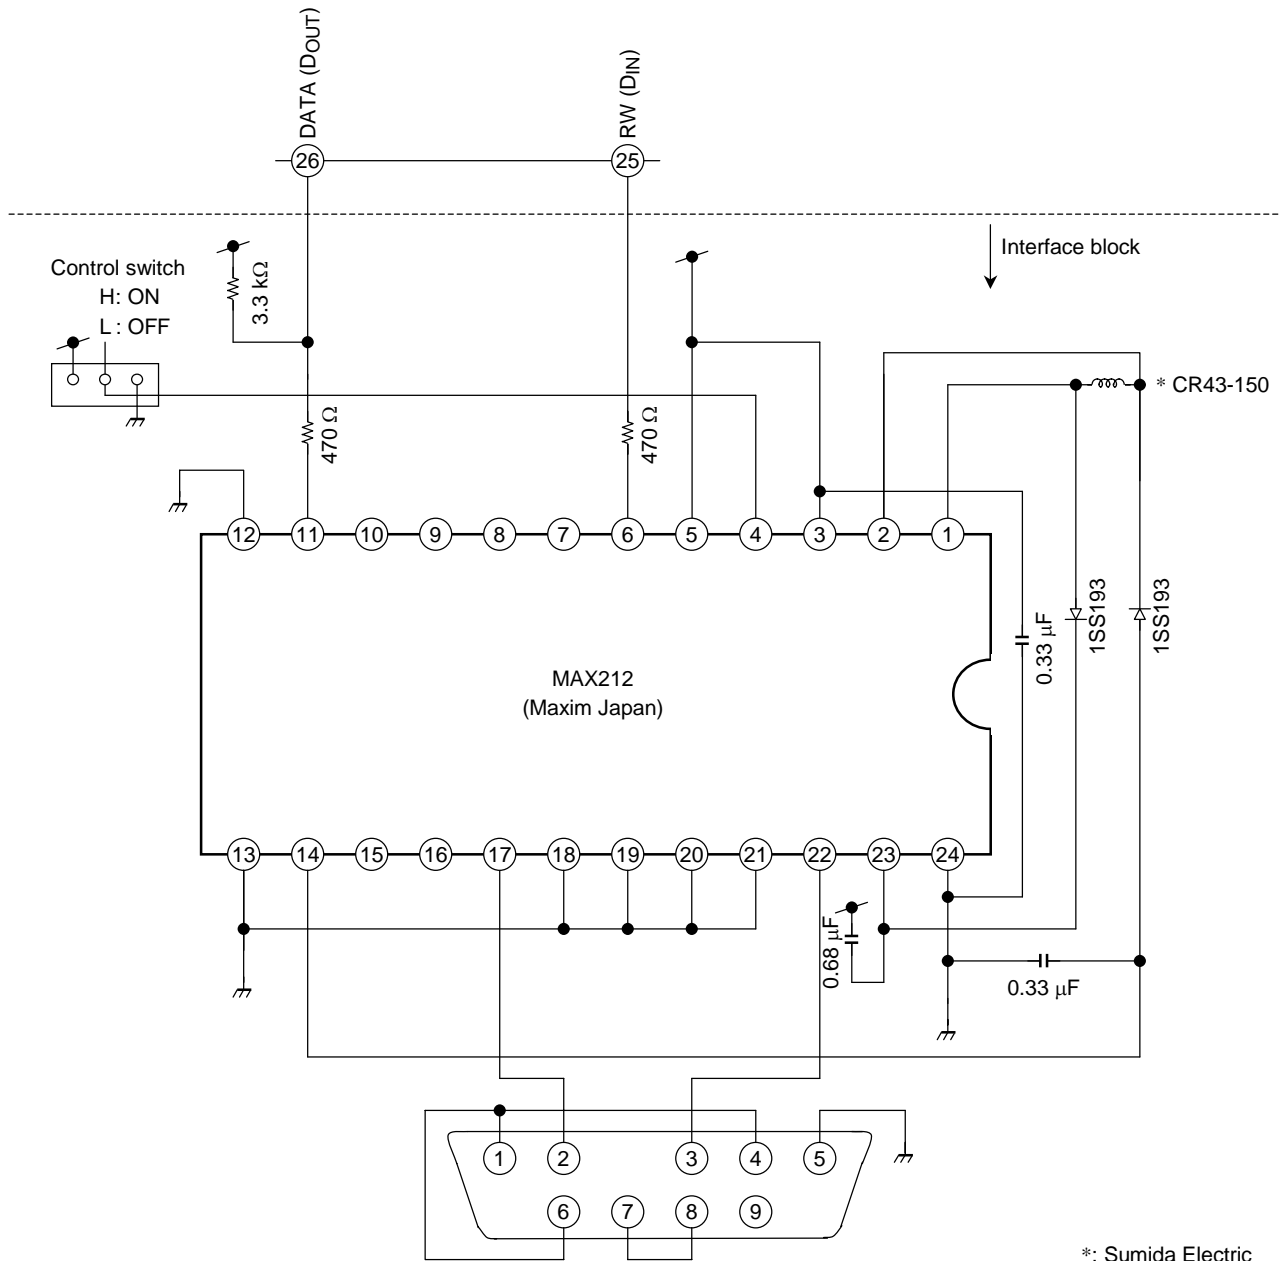 DATA (DOUT)
RW (DIN)
26
25
Interface block
Control switch
H: ON
L : OFF
3.3 kΩ
* CR43-150
470 Ω
470 Ω
12 11 10 9 8 7 6 5 4 3 2 1
1SS193
1SS193
0.33 μF
MAX212
(Maxim Japan)
13 14 15 16 17 18 19 20 21 22 23 24
0.68 μF
0.33 μF
1 2 3 4 5
6 7 8 9
*: Sumida Electric